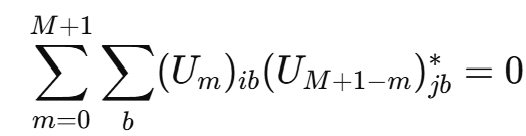 \sum_{m=0}^{M+1} \sum_{b} (U_m)_{ib} (U_{M+1-m})^*_{jb} = 0